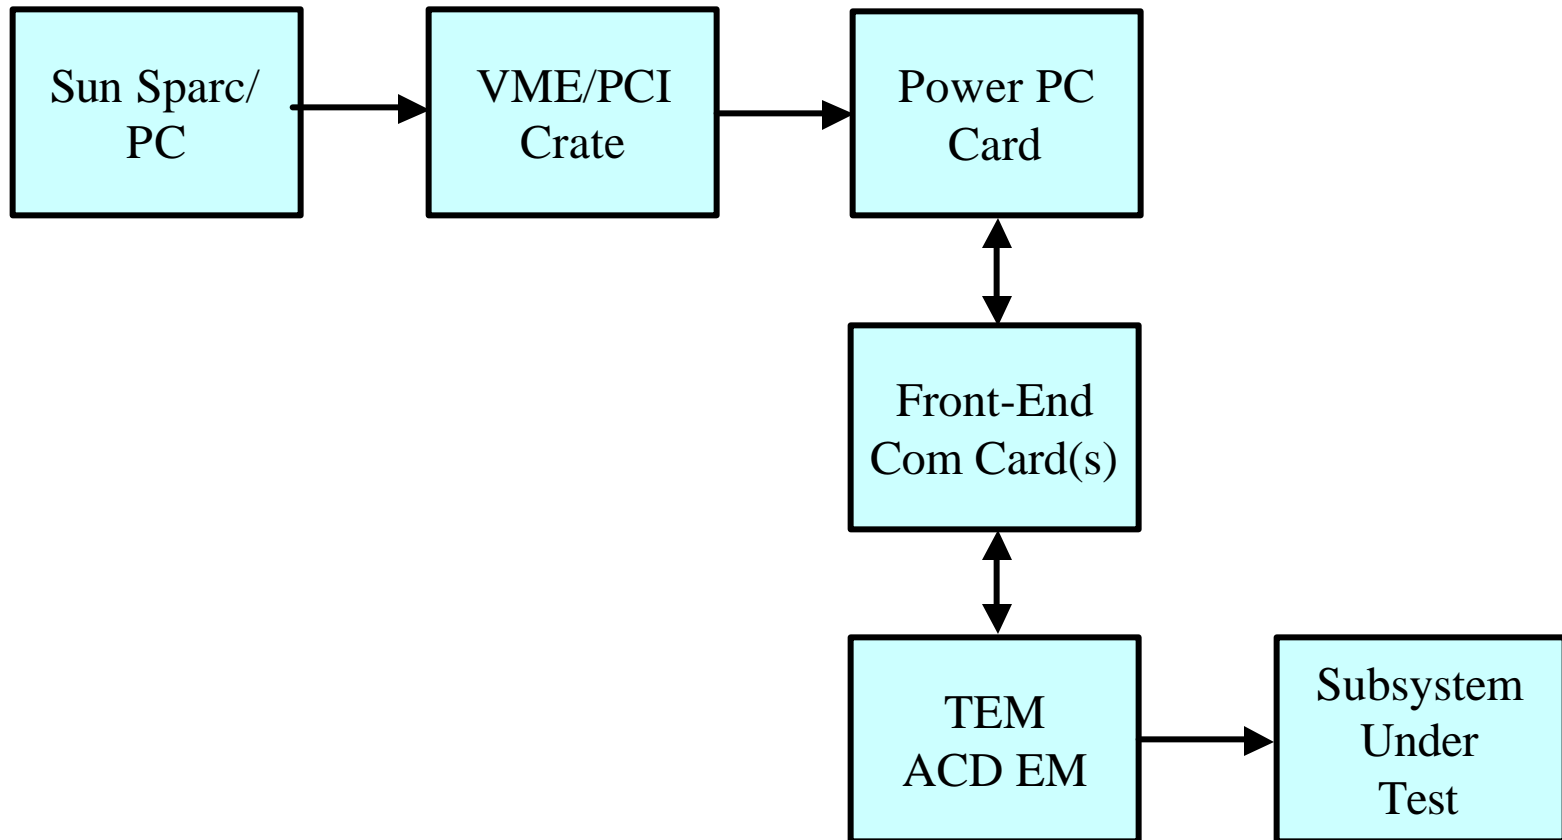 Sun Sparc/
PC
VME/PCI
Crate
Power PC
Card
Front-End
Com Card(s)
TEM
ACD EM
Subsystem
Under
Test